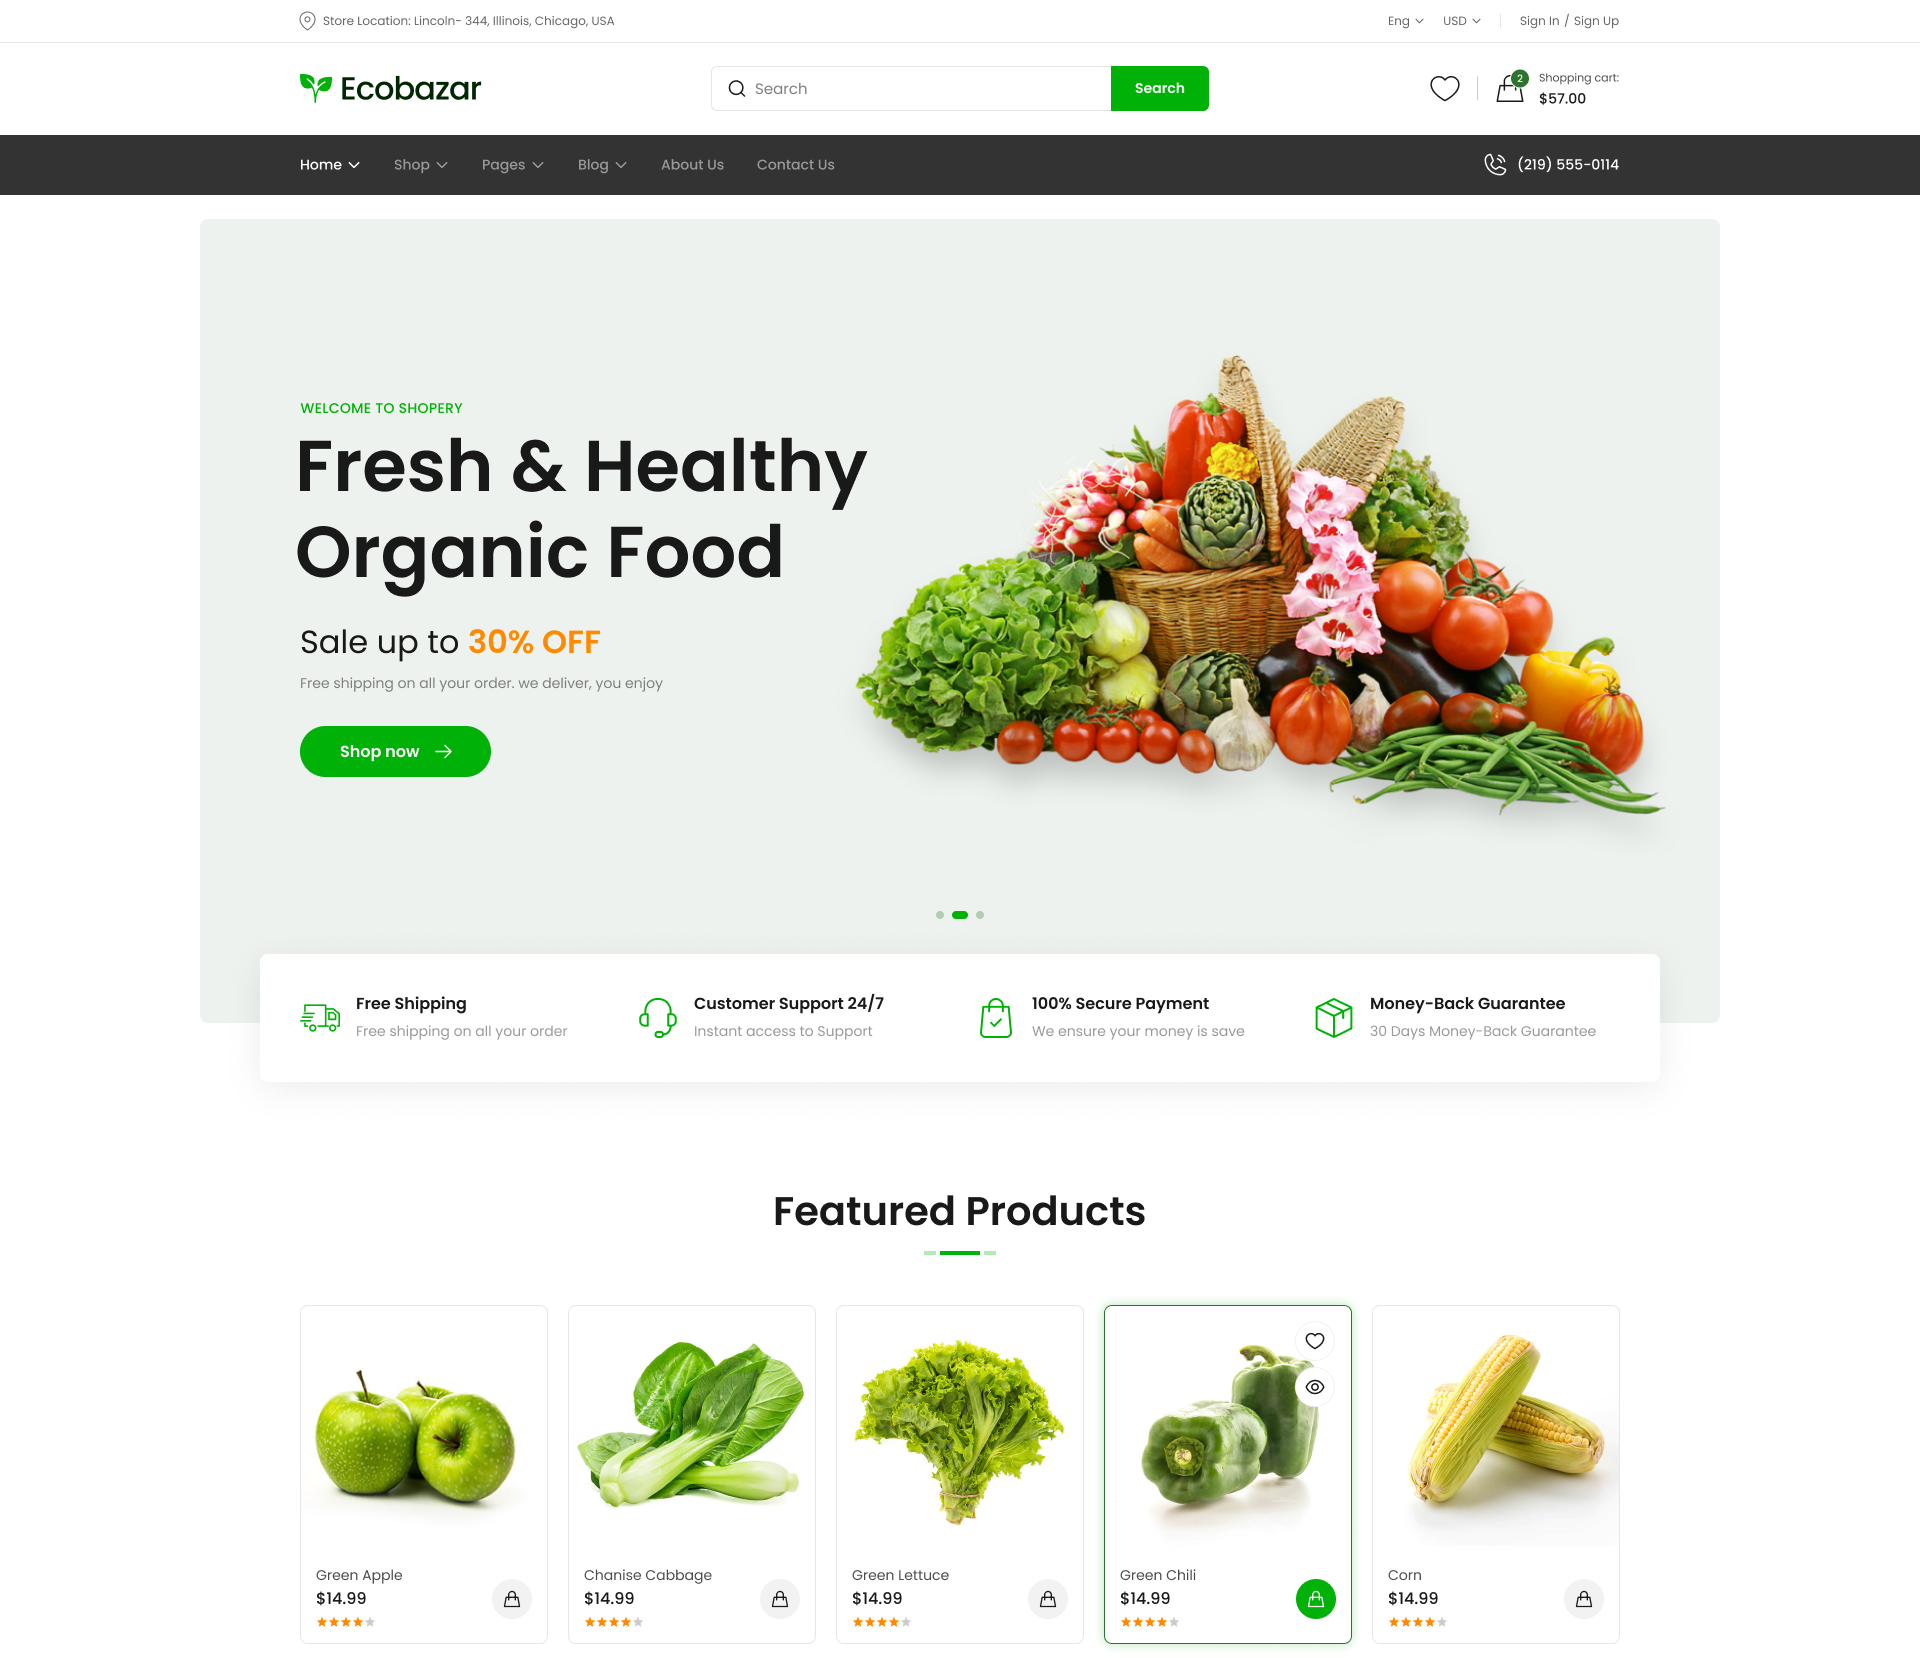 Store Location: Lincoln- 344, Illinois, Chicago, USA
Eng
USD
Sign In / Sign Up
Ecobazar
Search
Search
2
Shopping cart:
$57.00
Home
Shop
Pages
Blog
About Us
Contact Us
(219) 555-0114
WELCOME TO SHOPERY
Fresh & Healthy
Organic Food
Sale up to 30% OFF
Free shipping on all your order. we deliver, you enjoy
Shop now
Free Shipping
Free shipping on all your order
Customer Support 24/7
Instant access to Support
100% Secure Payment
We ensure your money is save
Money-Back Guarantee
30 Days Money-Back Guarantee
Featured Products
Green Apple
$14.99
Chanise Cabbage
$14.99
Green Lettuce
$14.99
Green Chili
$14.99
Corn
$14.99